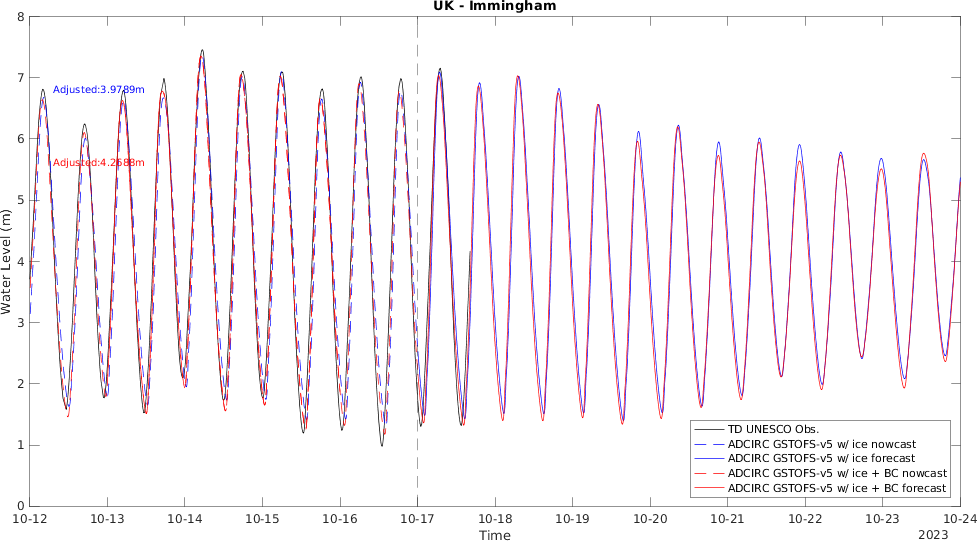 UK - Immingham
8
7
6
5
4
3
2
1
0
Water Level (m)
Adjusted:3.9789m
Adjusted:4.2688m
TD UNESCO Obs.
ADCIRC GSTOFS-v5 w/ ice nowcast
ADCIRC GSTOFS-v5 w/ ice forecast
ADCIRC GSTOFS-v5 w/ ice + BC nowcast
ADCIRC GSTOFS-v5 w/ ice + BC forecast
10-12 10-13 10-14 10-15 10-16 10-17 10-18 10-19 10-20 10-21 10-22 10-23 10-24
Time
2023